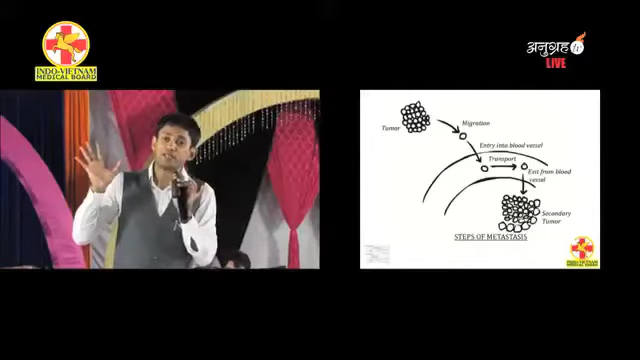 INDO-VIETNAM
MEDICAL BOARD
अनुग्रह
LIVE
Tumor
Migration
Entry into blood vessel
Transport
Exit from blood
vessel
Secondary
Tumor
STEPS OF METASTASIS
INDO-VIETNAM
MEDICAL BOARD